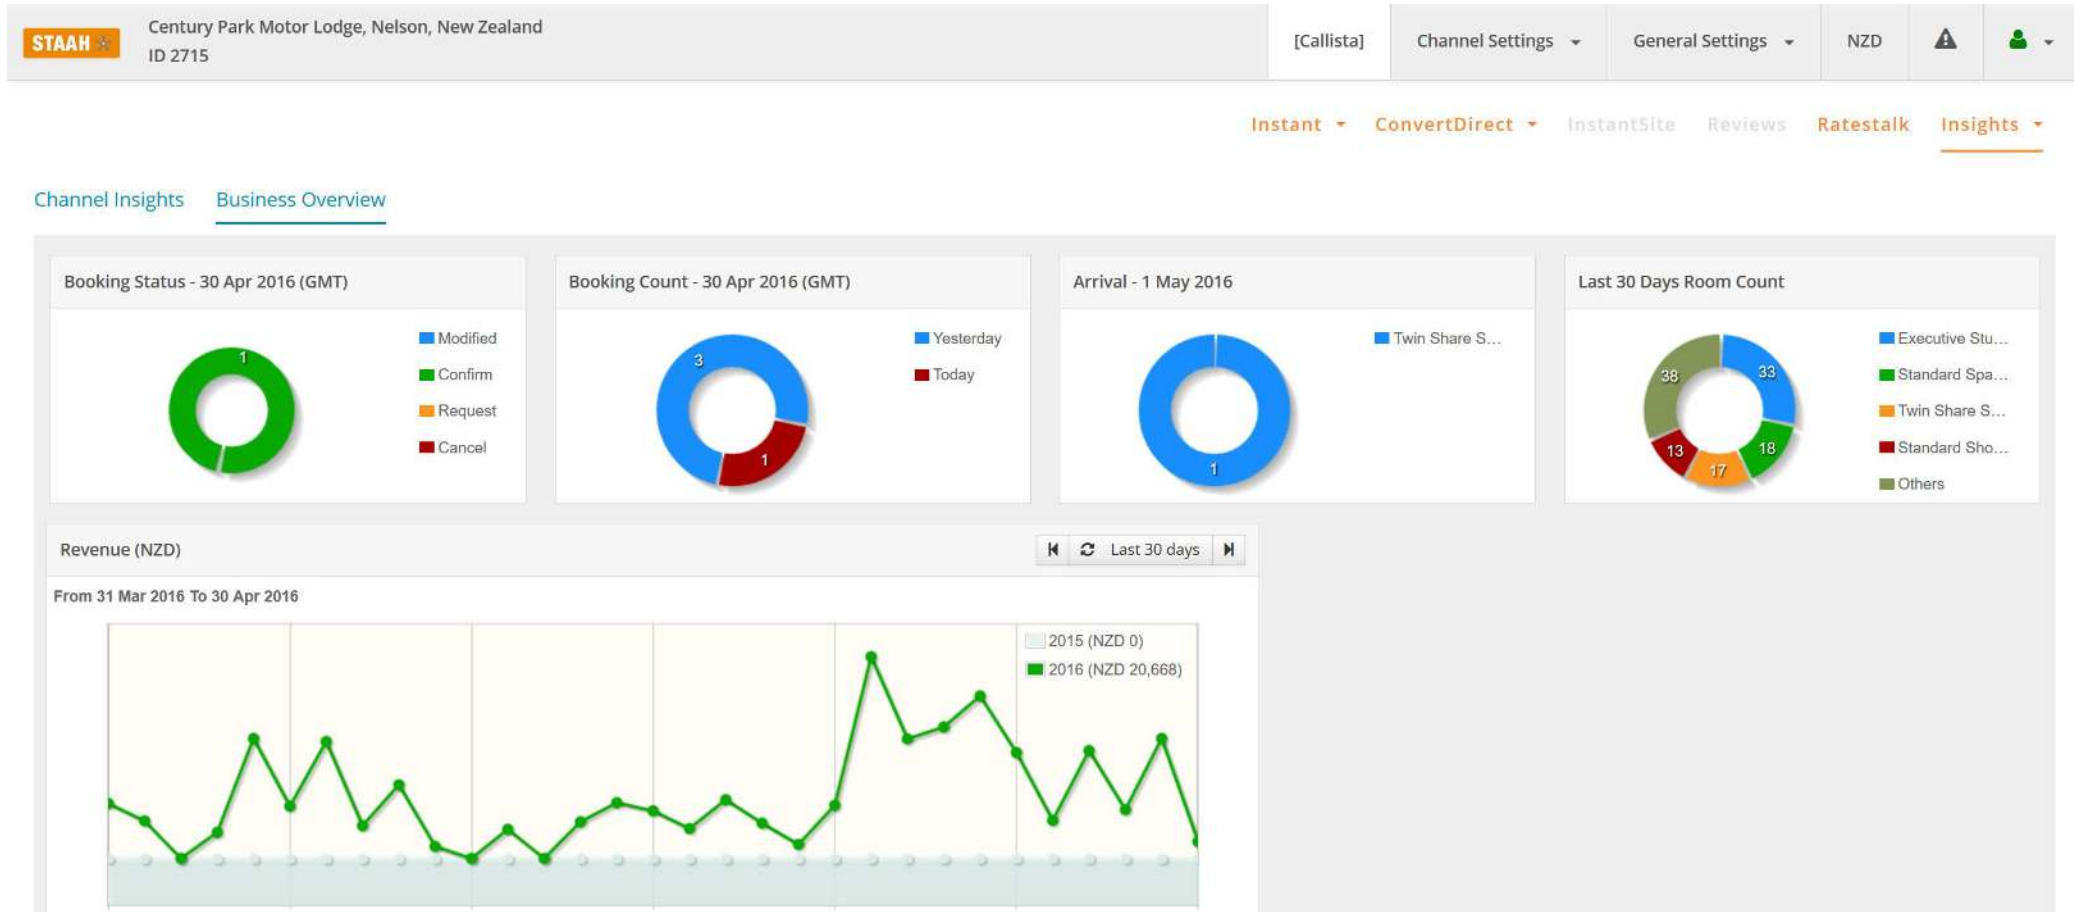 STAAH
Century Park Motor Lodge, Nelson, New Zealand
ID 2715
[Callista]
Channel Settings
General Settings
NZD
Instant
ConvertDirect
InstantSite
Reviews
Ratestalk
Insights
Channel Insights
Business Overview
Booking Status - 30 Apr 2016 (GMT)
1
Modified
Confirm
Request
Cancel
Booking Count - 30 Apr 2016 (GMT)
3
1
Yesterday
Today
Arrival - 1 May 2016
1
Twin Share S...
Last 30 Days Room Count
38
33
13
17
18
Executive Stu...
Standard Spa...
Twin Share S...
Standard Sho...
Others
Revenue (NZD)
Last 30 days
From 31 Mar 2016 To 30 Apr 2016
2015 (NZD 0)
2016 (NZD 20,668)